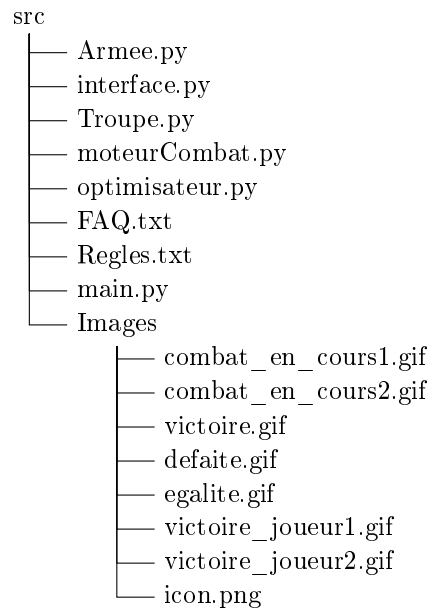 src
Armee.py
interface.py
Troupe.py
moteurCombat.py
optimisateur.py
FAQ.txt
Regles.txt
main.py
Images
combat_en_cours1.gif
combat_en_cours2.gif
victoire.gif
defaite.gif
egalite.gif
victoire_joueur1.gif
victoire_joueur2.gif
icon.png